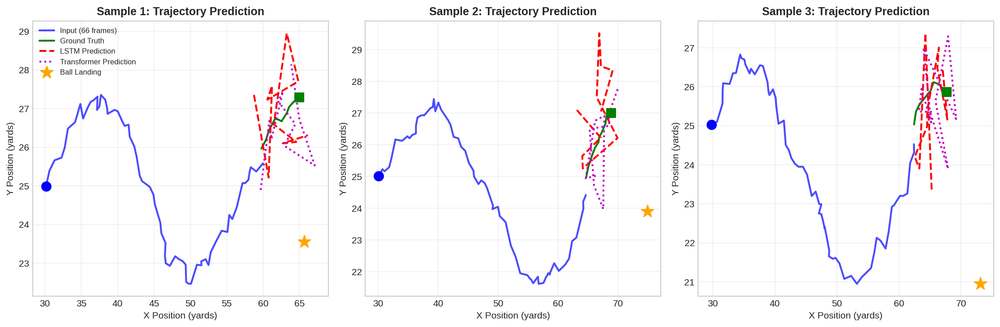 Sample 1: Trajectory Prediction
29
28
27
26
25
24
23
Y Position (yards)
30 35 40 45 50 55 60 65
X Position (yards)
Input (66 frames)
Ground Truth
LSTM Prediction
Transformer Prediction
Ball Landing
Sample 2: Trajectory Prediction
29
28
27
26
25
24
23
22
Y Position (yards)
30 40 50 60 70
X Position (yards)
Sample 3: Trajectory Prediction
27
26
25
24
23
22
21
Y Position (yards)
30 40 50 60 70
X Position (yards)